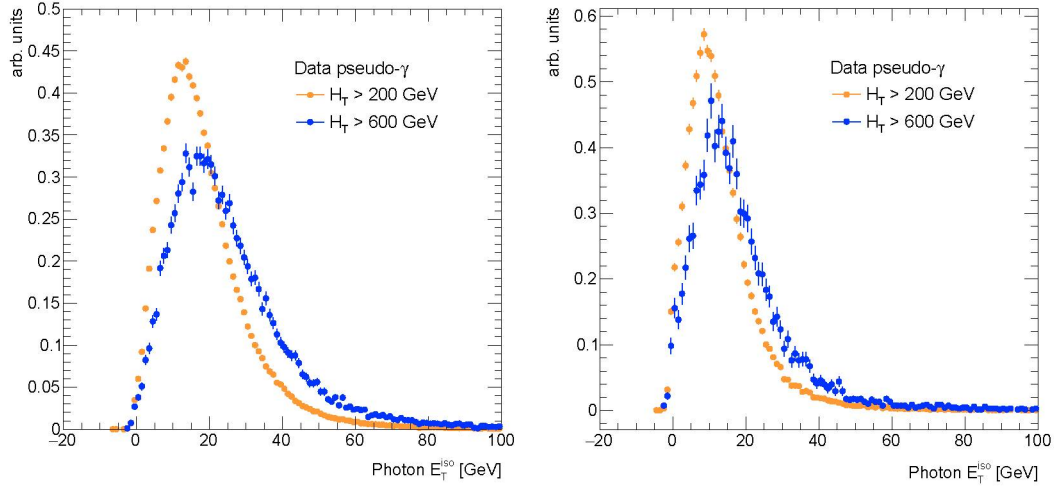 arb. units
0.45
0.4
0.35
0.3
0.25
0.2
0.15
0.1
0.05
0
−20 0 20 40 60 80 100
Photon E_T^iso [GeV]
Data pseudo-γ
H_T > 200 GeV
H_T > 600 GeV
arb. units
0.6
0.5
0.4
0.3
0.2
0.1
0
−20 0 20 40 60 80 100
Photon E_T^iso [GeV]
Data pseudo-γ
H_T > 200 GeV
H_T > 600 GeV